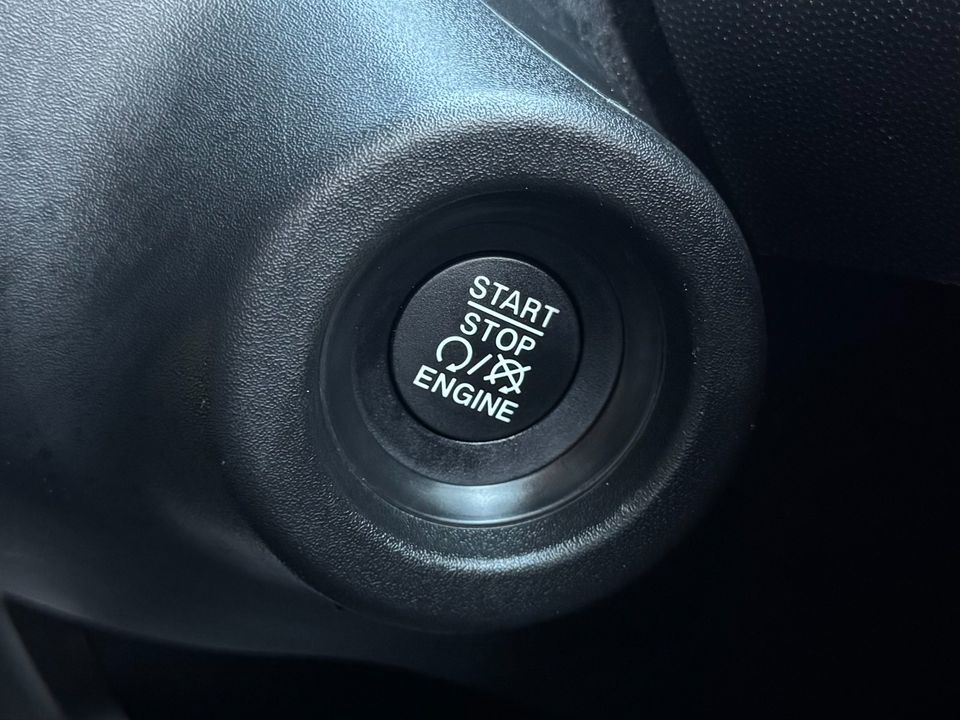 START
STOP
/
ENGINE